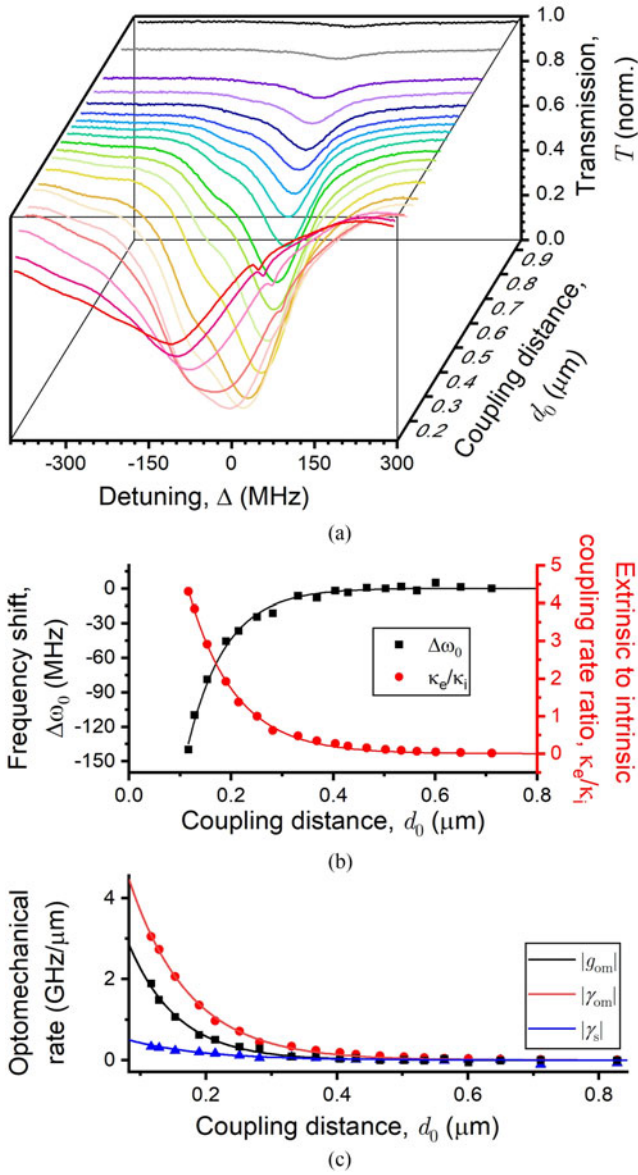 1.0
0.8
0.6
0.4
0.2
0.0
Transmission,
T (norm.)
0.9
0.8
0.7
0.6
0.5
0.4
0.3
0.2
Coupling distance,
d₀ (μm)
-300 -150 0 150 300
Detuning, Δ (MHz)
(a)
Frequency shift,
Δω₀ (MHz)
0
-30
-60
-90
-120
-150
Δω₀
κₑ/κᵢ
5
4
3
2
1
0
Extrinsic to intrinsic
coupling rate ratio, κₑ/κᵢ
0.0 0.2 0.4 0.6 0.8
Coupling distance, d₀ (μm)
(b)
Optomechanical
rate (GHz/μm)
4
2
0
|g_om|
|γ_om|
|γ_s|
0.2 0.4 0.6 0.8
Coupling distance, d₀ (μm)
(c)